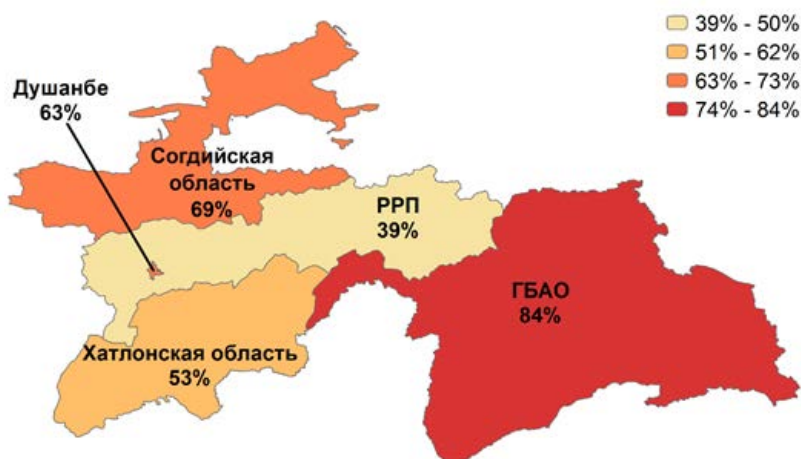 39% - 50%
51% - 62%
63% - 73%
74% - 84%
Душанбе
63%
Согдийская
область
69%
РРП
39%
ГБАО
84%
Хатлонская область
53%